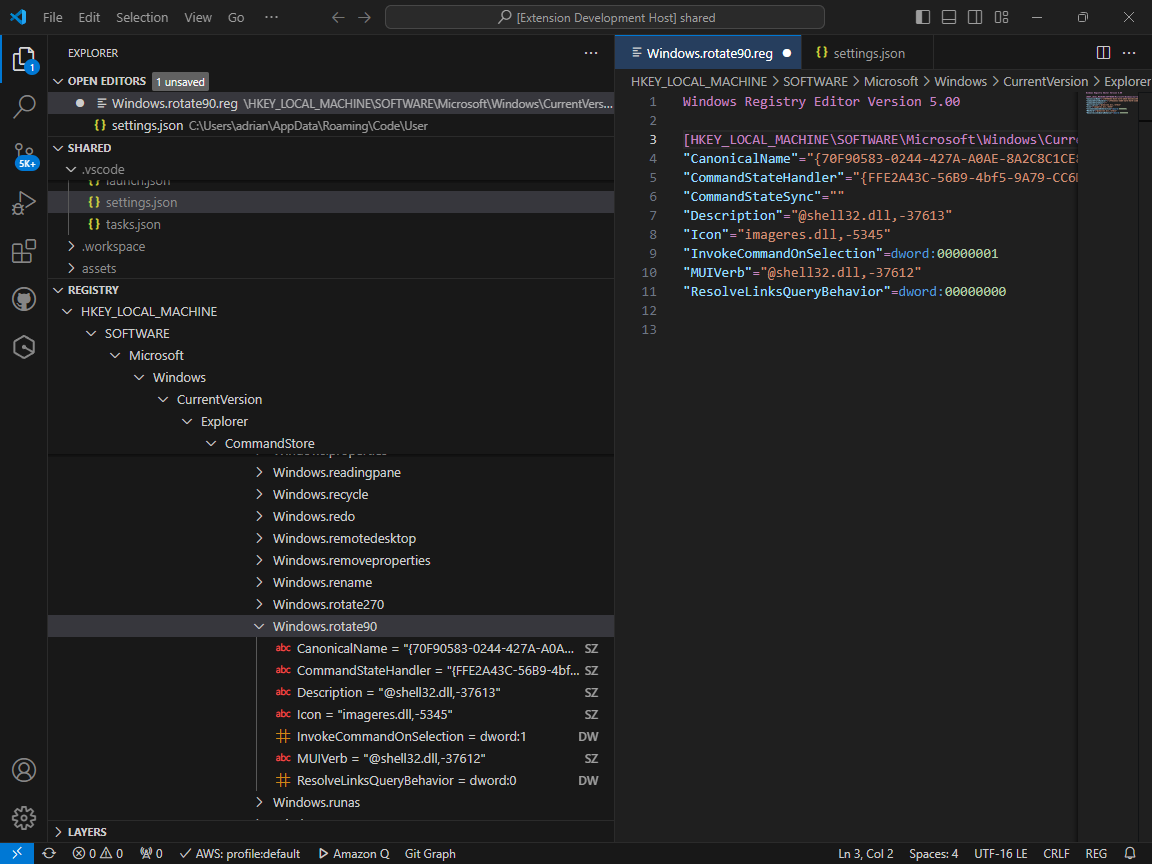 File Edit Selection View Go ··· [Extension Development Host] shared
EXPLORER ···
OPEN EDITORS 1 unsaved
Windows.rotate90.reg \HKEY_LOCAL_MACHINE\SOFTWARE\Microsoft\Windows\CurrentVers...
{} settings.json C:\Users\adrian\AppData\Roaming\Code\User
SHARED
.vscode
{} launch.json
{} settings.json
{} tasks.json
.workspace
assets
REGISTRY
HKEY_LOCAL_MACHINE
SOFTWARE
Microsoft
Windows
CurrentVersion
Explorer
CommandStore
Windows.properties
Windows.readingpane
Windows.recycle
Windows.redo
Windows.remotedesktop
Windows.removeproperties
Windows.rename
Windows.rotate270
Windows.rotate90
abc CanonicalName = "{70F90583-0244-427A-A0A... SZ
abc CommandStateHandler = "{FFE2A43C-56B9-4bf... SZ
abc Description = "@shell32.dll,-37613" SZ
abc Icon = "imageres.dll,-5345" SZ
InvokeCommandOnSelection = dword:1 DW
abc MUIVerb = "@shell32.dll,-37612" SZ
ResolveLinksQueryBehavior = dword:0 DW
Windows.runas
LAYERS
1
5K+
Windows.rotate90.reg {} settings.json ···
HKEY_LOCAL_MACHINE > SOFTWARE > Microsoft > Windows > CurrentVersion > Explorer
1 Windows Registry Editor Version 5.00
2
3 [HKEY_LOCAL_MACHINE\SOFTWARE\Microsoft\Windows\Curre
4 "CanonicalName"="{70F90583-0244-427A-A0AE-8A2C8C1CE8
5 "CommandStateHandler"="{FFE2A43C-56B9-4bf5-9A79-CC6
6 "CommandStateSync"=""
7 "Description"="@shell32.dll,-37613"
8 "Icon"="imageres.dll,-5345"
9 "InvokeCommandOnSelection"=dword:00000001
10 "MUIVerb"="@shell32.dll,-37612"
11 "ResolveLinksQueryBehavior"=dword:00000000
12
13
0 0 0 AWS: profile:default Amazon Q Git Graph Ln 3, Col 2 Spaces: 4 UTF-16 LE CRLF REG